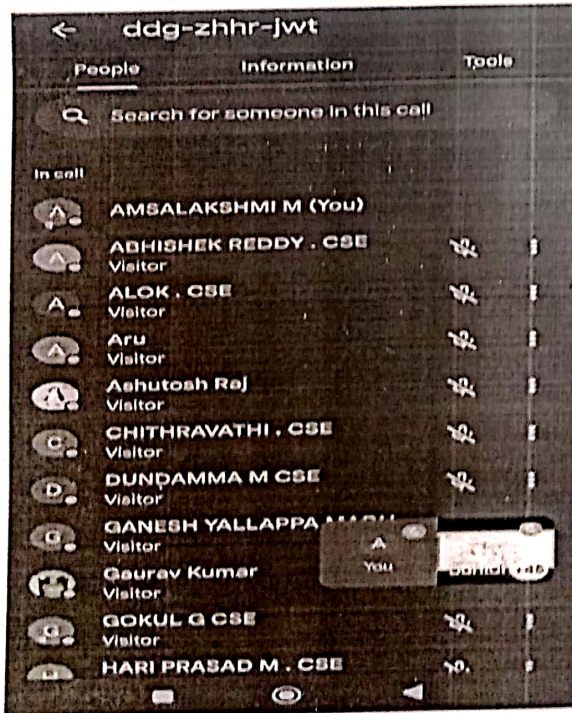 ddg-zhhr-jwt
People Information Tools
Search for someone in this call
In call
A AMSALAKSHMI M (You)
A ABHISHEK REDDY . CSE
Visitor
A ALOK . CSE
Visitor
A Aru
Visitor
Ashutosh Raj
Visitor
C CHITHRAVATHI . CSE
Visitor
D DUNDAMMA M CSE
Visitor
G GANESH YALLAPPA
Visitor
A
You
Gaurav Kumar
Visitor
G GOKUL G CSE
Visitor
HARI PRASAD M . CSE